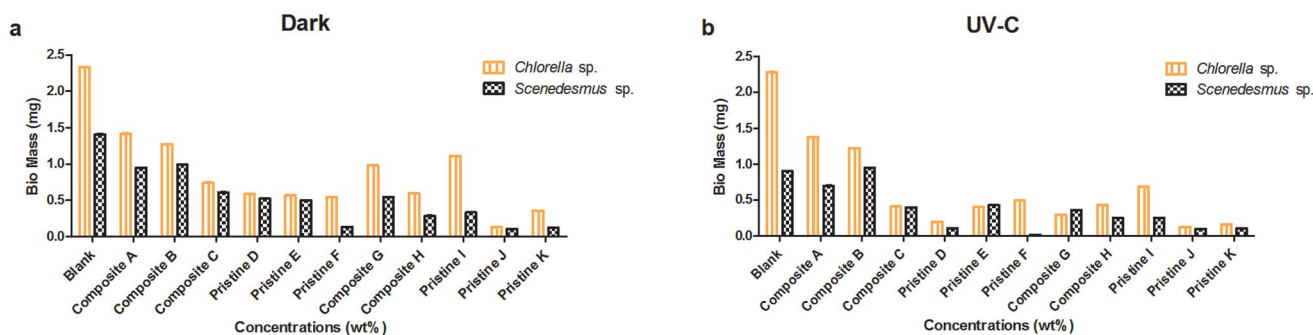 a
Dark
Bio Mass (mg)
2.5
2.0
1.5
1.0
0.5
0.0
Chlorella sp.
Scenedesmus sp.
Blank
Composite A
Composite B
Composite C
Pristine D
Pristine E
Pristine F
Composite G
Composite H
Pristine I
Pristine J
Pristine K
Concentrations (wt%)
b
UV-C
Bio Mass (mg)
2.5
2.0
1.5
1.0
0.5
0.0
Chlorella sp.
Scenedesmus sp.
Blank
Composite A
Composite B
Composite C
Pristine D
Pristine E
Pristine F
Composite G
Composite H
Pristine I
Pristine J
Pristine K
Concentrations (wt%)